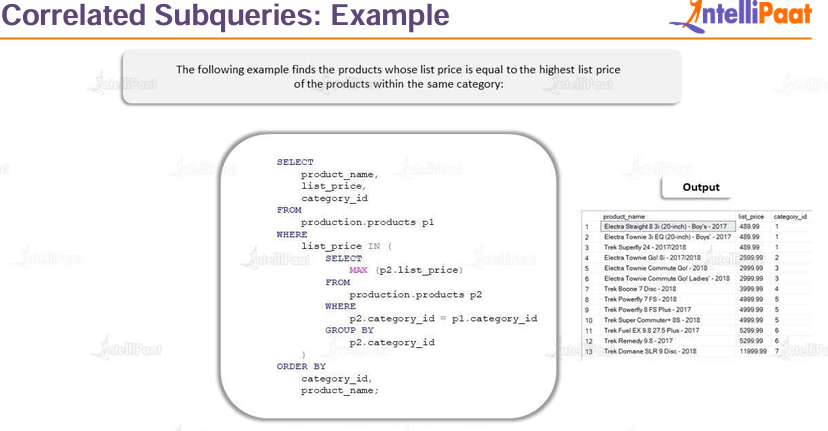 Correlated Subqueries: Example
IntelliPaat
The following example finds the products whose list price is equal to the highest list price
of the products within the same category:
SELECT
product_name,
list_price,
category_id
FROM
production.products p1
WHERE
list_price IN (
SELECT
MAX (p2.list_price)
FROM
production.products p2
WHERE
p2.category_id = p1.category_id
GROUP BY
p2.category_id
)
ORDER BY
category_id,
product_name;
Output
product_name list_price category_id
1 Electra Straight 8 3i (20-inch) - Boy's - 2017 489.99 1
2 Electra Townie 3i EQ (20-inch) - Boys' - 2017 489.99 1
3 Trek Superfly 24 - 2017/2018 489.99 1
4 Electra Townie Go! 8i - 2017/2018 2599.99 2
5 Electra Townie Commute Go! - 2018 2999.99 3
6 Electra Townie Commute Go! Ladies' - 2018 2999.99 3
7 Trek Boone 7 Disc - 2018 3999.99 4
8 Trek Powerfly 7 FS - 2018 4999.99 5
9 Trek Powerfly 8 FS Plus - 2017 4999.99 5
10 Trek Super Commuter+ 8S - 2018 4999.99 5
11 Trek Fuel EX 9.8 27.5 Plus - 2017 5299.99 6
12 Trek Remedy 9.8 - 2017 5299.99 6
13 Trek Domane SLR 9 Disc - 2018 11999.99 7